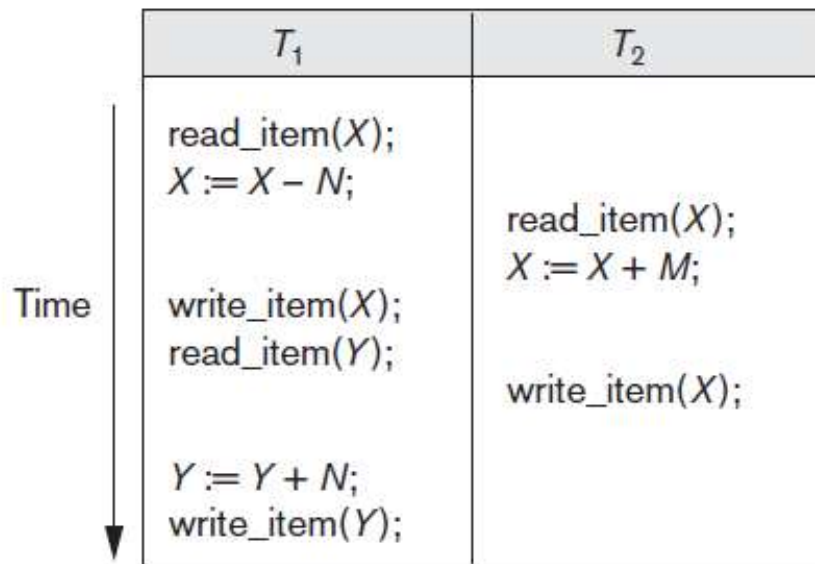 T₁ T₂
read_item(X);
X := X – N;
read_item(X);
X := X + M;
Time
write_item(X);
read_item(Y);
write_item(X);
Y := Y + N;
write_item(Y);